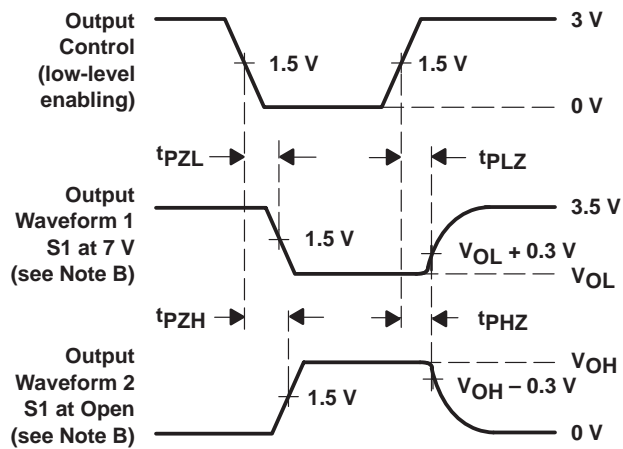 Output
Control
(low-level
enabling)
1.5 V
1.5 V
3 V
0 V
tPZL
tPLZ
Output
Waveform 1
S1 at 7 V
(see Note B)
1.5 V
3.5 V
VOL + 0.3 V
VOL
tPZH
tPHZ
Output
Waveform 2
S1 at Open
(see Note B)
1.5 V
VOH
VOH – 0.3 V
0 V